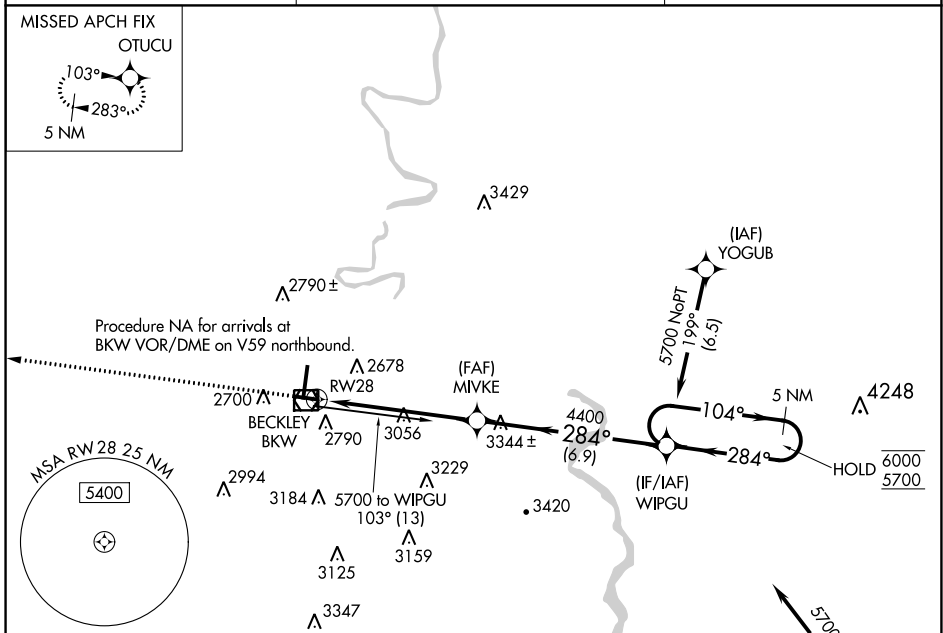 MISSED APCH FIX
OTUCU
103°
283°
5 NM
3429
(IAF)
YOGUB
2790 ±
5700 NoPT
199°
(6.5)
Procedure NA for arrivals at
BKW VOR/DME on V59 northbound.
2678
(FAF)
MIVKE
RW28
2700
BECKLEY
BKW
2790
3056
3344 ±
4400
284°
(6.9)
104°
5 NM
4248
284°
HOLD
6000
5700
(IF/IAF)
WIPGU
MSA RW 28 25 NM
5400
2994
3184
3229
5700 to WIPGU
103° (13)
3420
3159
3125
3347
5700